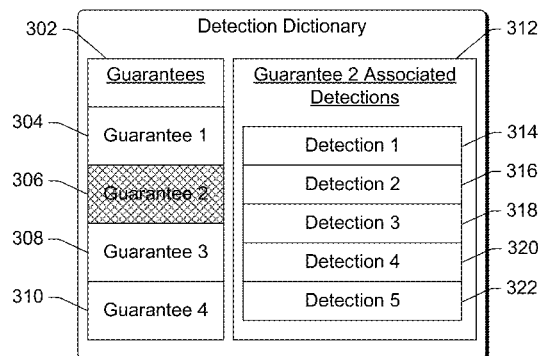 Detection Dictionary
302
312
Guarantees
Guarantee 2 Associated
Detections
304
Guarantee 1
306
Guarantee 2
308
Guarantee 3
310
Guarantee 4
Detection 1
314
Detection 2
316
Detection 3
318
Detection 4
320
Detection 5
322